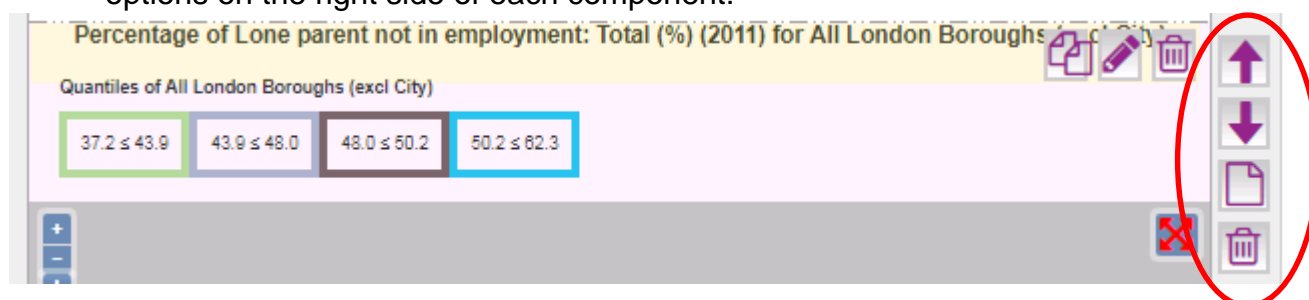 options on the right side of each component.
Percentage of Lone parent not in employment: Total (%) (2011) for All London Boroughs (excl City)
Quantiles of All London Boroughs (excl City)
37.2 ≤ 43.9 43.9 ≤ 48.0 48.0 ≤ 50.2 50.2 ≤ 62.3
+
−